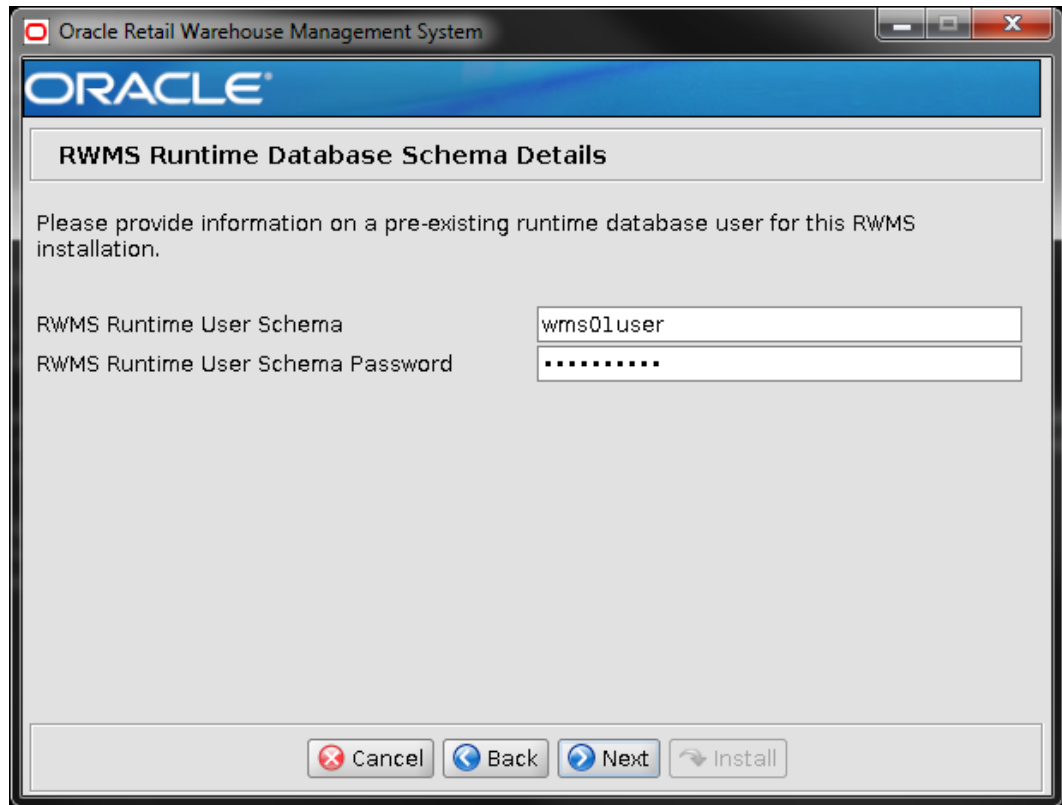 Oracle Retail Warehouse Management System
ORACLE®
RWMS Runtime Database Schema Details
Please provide information on a pre-existing runtime database user for this RWMS
installation.
RWMS Runtime User Schema
wms01user
RWMS Runtime User Schema Password
••••••••••
Cancel
Back
Next
Install